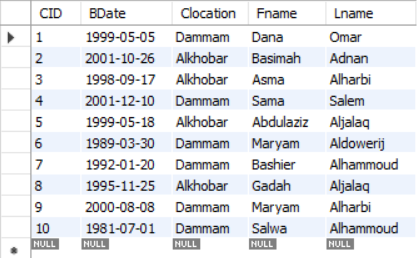 CID BDate Clocation Fname Lname
1 1999-05-05 Dammam Dana Omar
2 2001-10-26 Alkhobar Basimah Adnan
3 1998-09-17 Alkhobar Asma Alharbi
4 2001-12-10 Dammam Sama Salem
5 1999-05-18 Alkhobar Abdulaziz Aljalaq
6 1989-03-30 Dammam Maryam Aldowerij
7 1992-01-20 Dammam Bashier Alhammoud
8 1995-11-25 Alkhobar Gadah Aljalaq
9 2000-08-08 Dammam Maryam Alharbi
10 1981-07-01 Dammam Salwa Alhammoud
NULL NULL NULL NULL NULL